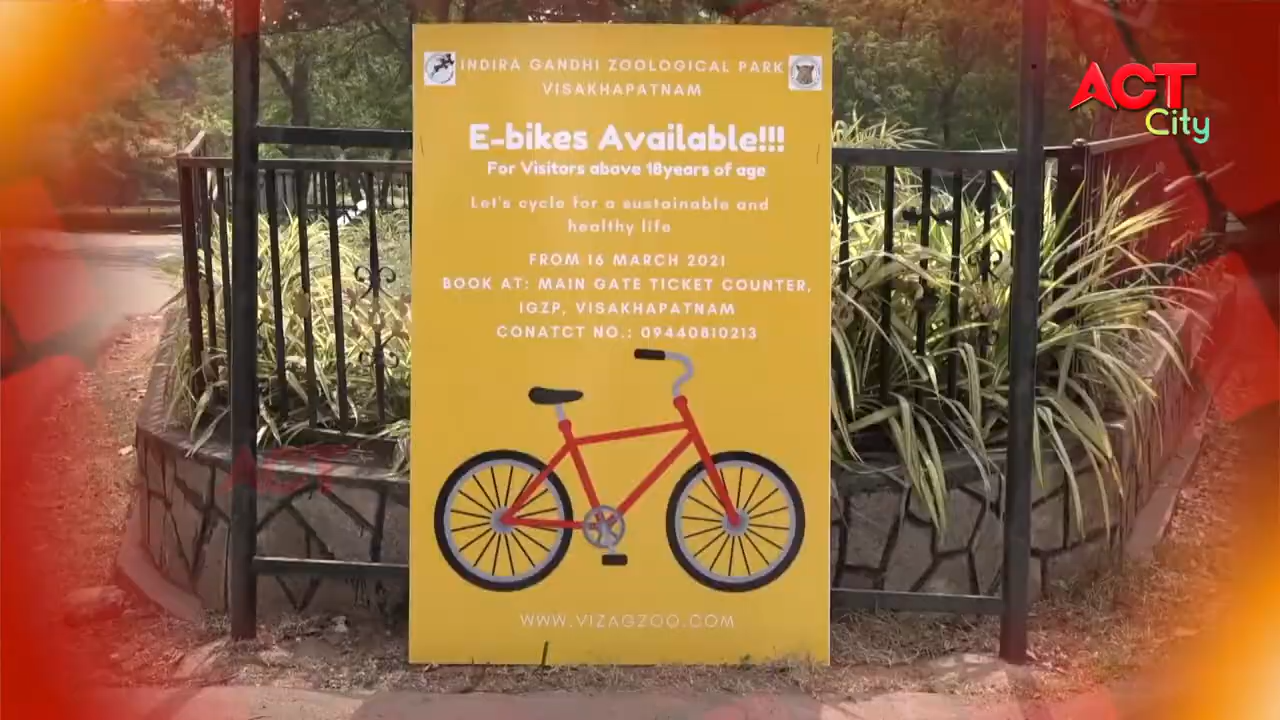 INDIRA GANDHI ZOOLOGICAL PARK
VISAKHAPATNAM
E-bikes Available!!!
For Visitors above 18years of age
Let's cycle for a sustainable and
healthy life
FROM 16 MARCH 2021
BOOK AT: MAIN GATE TICKET COUNTER,
IGZP, VISAKHAPATNAM
CONATCT NO.: 09440810213
WWW.VIZAGZOO.COM
ACT
City
ACT